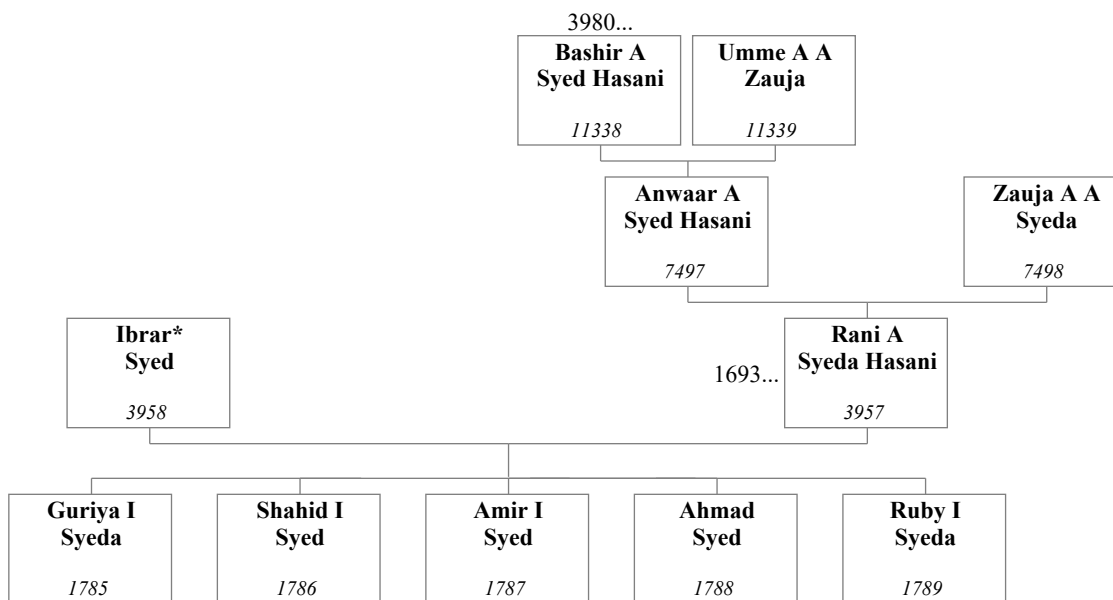 3980...
Bashir A
Syed Hasani
11338
Umme A A
Zauja
11339
Anwaar A
Syed Hasani
7497
Zauja A A
Syeda
7498
Ibrar*
Syed
3958
1693...
Rani A
Syeda Hasani
3957
Guriya I
Syeda
1785
Shahid I
Syed
1786
Amir I
Syed
1787
Ahmad
Syed
1788
Ruby I
Syeda
1789